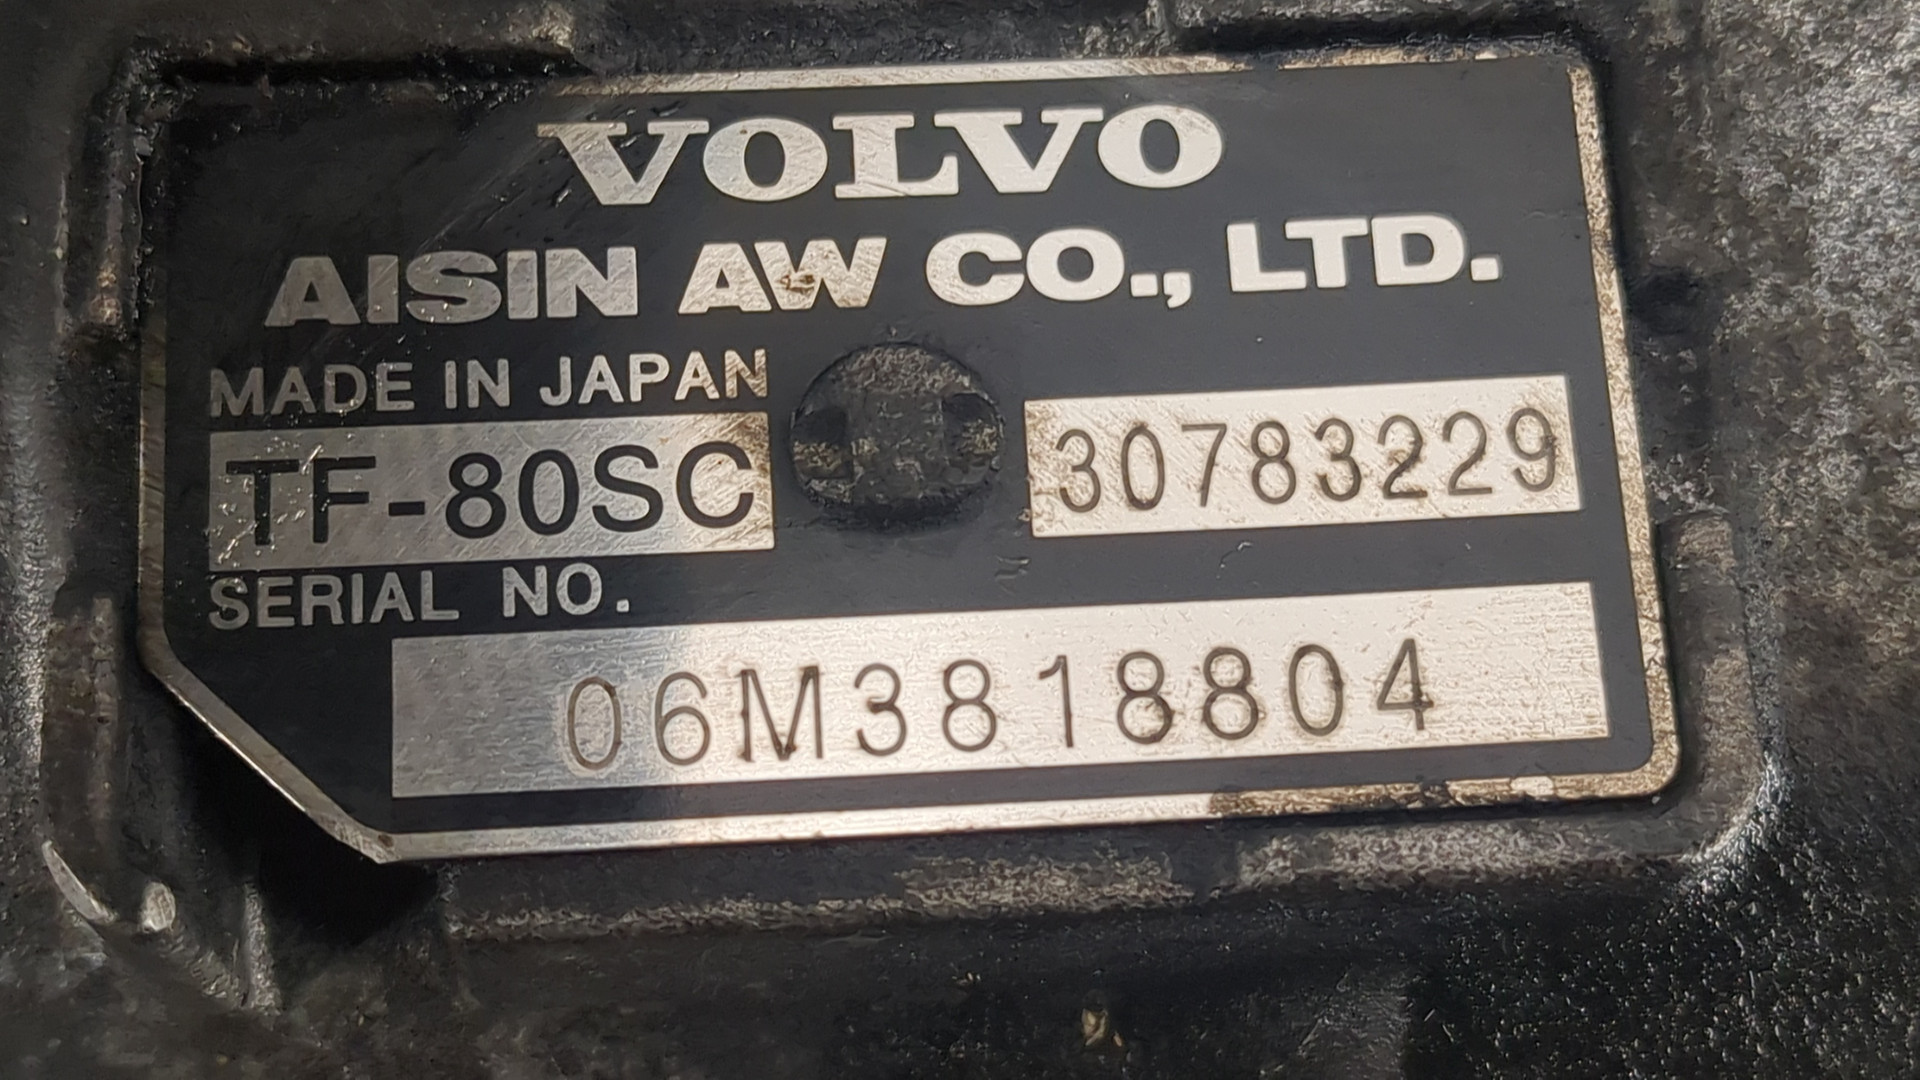 VOLVO
AISIN AW CO., LTD.
MADE IN JAPAN
TF-80SC 30783229
SERIAL NO.
06M3818804